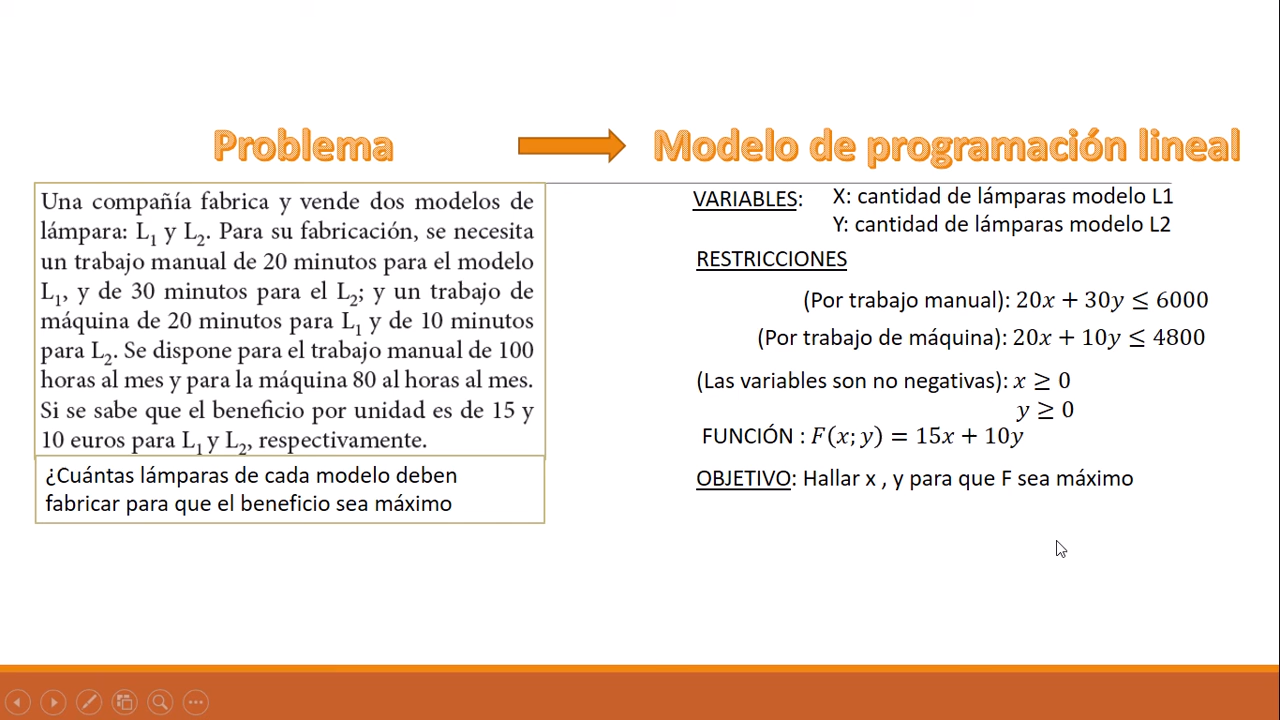 Problema
Modelo de programación lineal
Una compañía fabrica y vende dos modelos de
lámpara: L₁ y L₂. Para su fabricación, se necesita
un trabajo manual de 20 minutos para el modelo
L₁, y de 30 minutos para el L₂; y un trabajo de
máquina de 20 minutos para L₁ y de 10 minutos
para L₂. Se dispone para el trabajo manual de 100
horas al mes y para la máquina 80 al horas al mes.
Si se sabe que el beneficio por unidad es de 15 y
10 euros para L₁ y L₂, respectivamente.
¿Cuántas lámparas de cada modelo deben
fabricar para que el beneficio sea máximo
VARIABLES: X: cantidad de lámparas modelo L1
Y: cantidad de lámparas modelo L2
RESTRICCIONES
(Por trabajo manual): 20x + 30y ≤ 6000
(Por trabajo de máquina): 20x + 10y ≤ 4800
(Las variables son no negativas): x ≥ 0
y ≥ 0
FUNCIÓN : F(x; y) = 15x + 10y
OBJETIVO: Hallar x , y para que F sea máximo